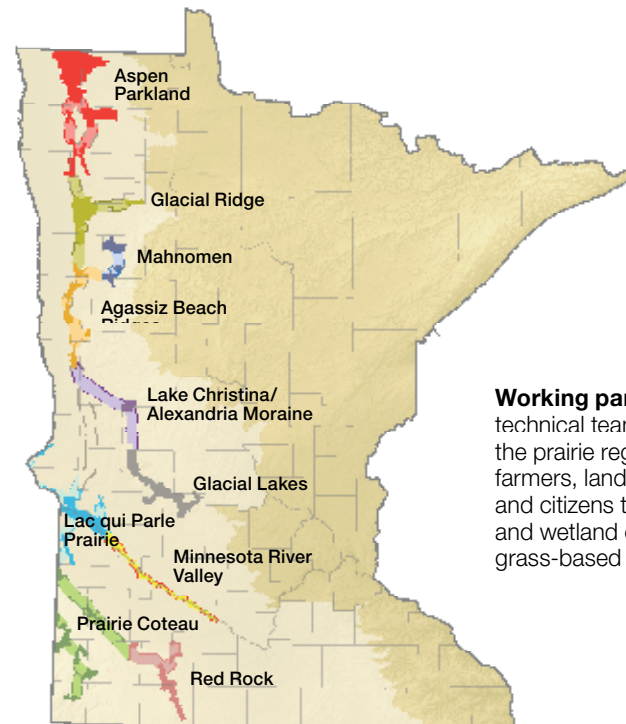 Aspen
Parkland
Glacial Ridge
Mahnomen
Agassiz Beach
Ridges
Lake Christina/
Alexandria Moraine
Glacial Lakes
Lac qui Parle
Prairie
Minnesota River
Valley
Prairie Coteau
Red Rock
Working par
technical tear
the prairie reg
farmers, land
and citizens t
and wetland
grass-based